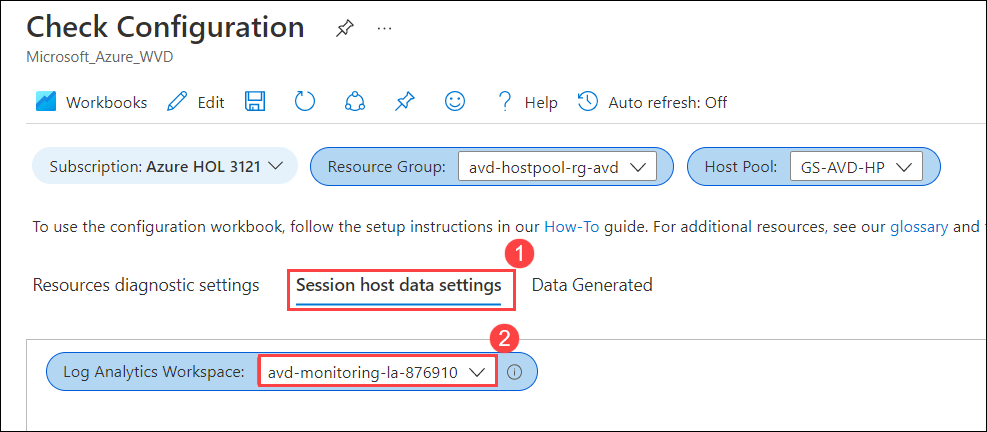 Check Configuration
Microsoft_Azure_WVD
Workbooks Edit Help Auto refresh: Off
Subscription: Azure HOL 3121 Resource Group: avd-hostpool-rg-avd Host Pool: GS-AVD-HP
To use the configuration workbook, follow the setup instructions in our How-To guide. For additional resources, see our glossary and
1
Resources diagnostic settings Session host data settings Data Generated
2
Log Analytics Workspace: avd-monitoring-la-876910